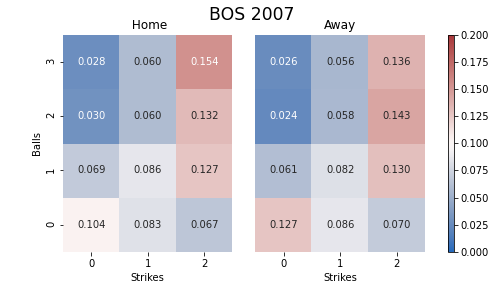 BOS 2007
Home
Away
3 0.028 0.060 0.154 0.026 0.056 0.136
2 0.030 0.060 0.132 0.024 0.058 0.143
1 0.069 0.086 0.127 0.061 0.082 0.130
0 0.104 0.083 0.067 0.127 0.086 0.070
Balls
0 1 2
0 1 2
Strikes
Strikes
0.200
0.175
0.150
0.125
0.100
0.075
0.050
0.025
0.000